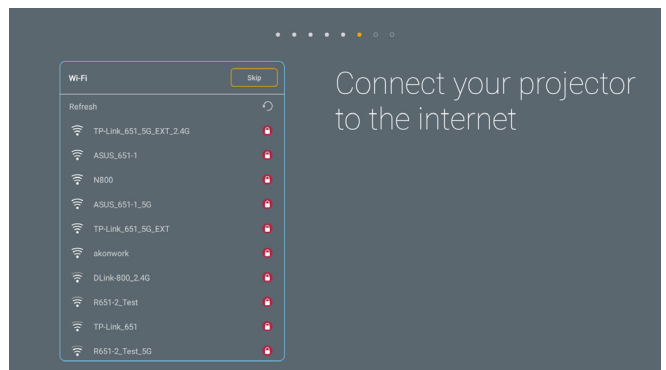 Wi-Fi
Skip
Refresh
TP-Link_651_5G_EXT_2.4G
ASUS_651-1
N800
ASUS_651-1_5G
TP-Link_651_5G_EXT
akonwork
DLink-800_2.4G
R651-2_Test
TP-Link_651
R651-2_Test_5G
Connect your projector
to the internet